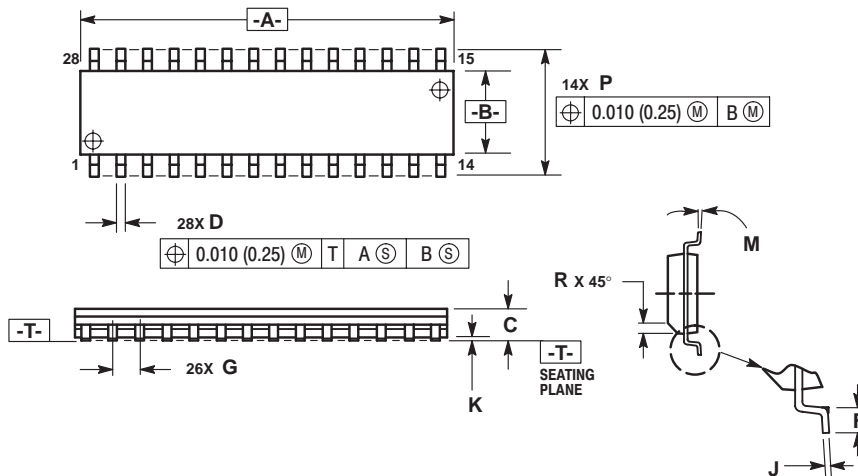 -A-
28
15
-B-
14X P
⌖ 0.010 (0.25) Ⓜ B Ⓜ
1
14
28X D
⌖ 0.010 (0.25) Ⓜ T A Ⓢ B Ⓢ
M
R X 45°
-T-
C
26X G
K
-T-
SEATING
PLANE
F
J